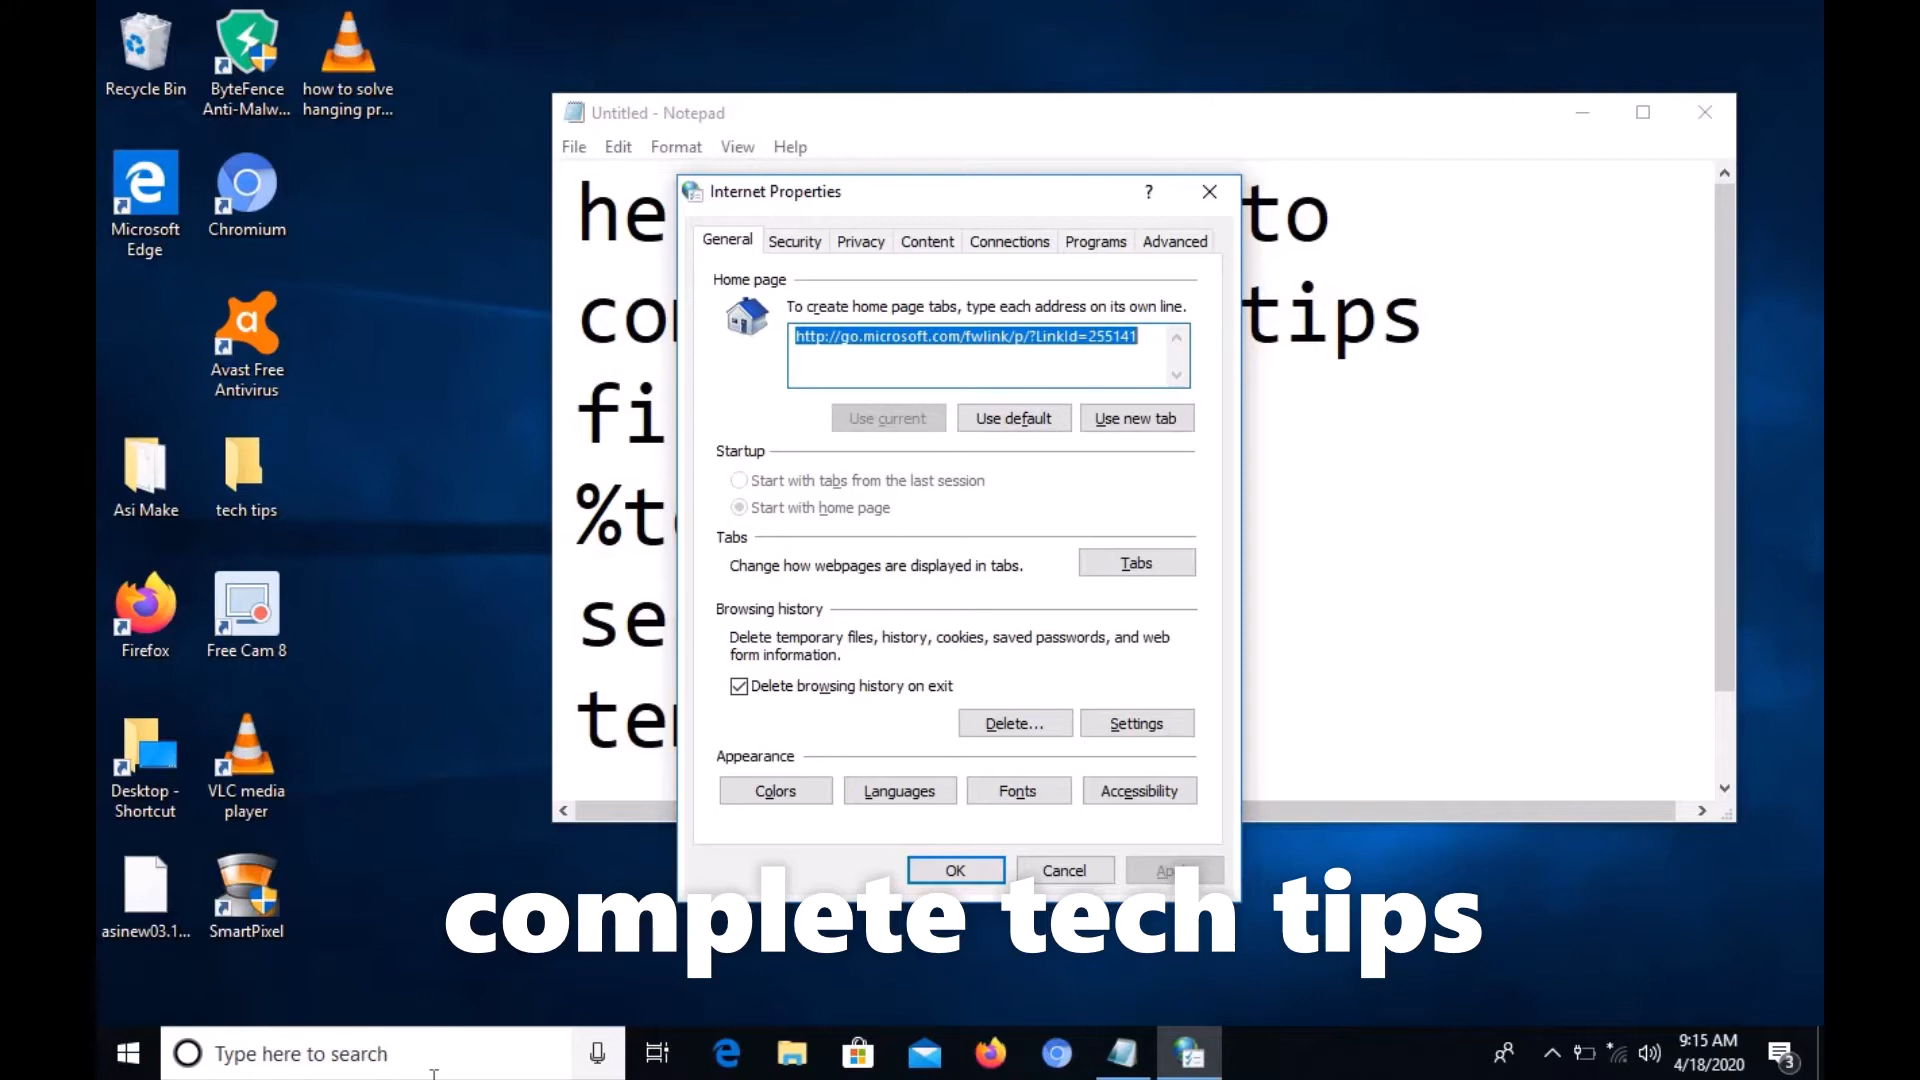 Recycle Bin
ByteFence
Anti-Malw...
how to solve
hanging pr...
Microsoft
Edge
Chromium
Avast Free
Antivirus
Asi Make
tech tips
Firefox
Free Cam 8
Desktop -
Shortcut
VLC media
player
asinew03.1...
SmartPixel
Untitled - Notepad
File Edit Format View Help
he to
co tips
fi
%t
se
te
Internet Properties
?
General Security Privacy Content Connections Programs Advanced
Home page
To create home page tabs, type each address on its own line.
http://go.microsoft.com/fwlink/p/?LinkId=255141
Use current Use default Use new tab
Startup
Start with tabs from the last session
Start with home page
Tabs
Change how webpages are displayed in tabs.
Tabs
Browsing history
Delete temporary files, history, cookies, saved passwords, and web
form information.
Delete browsing history on exit
Delete... Settings
Appearance
Colors Languages Fonts Accessibility
OK Cancel
complete tech tips
Type here to search
9:15 AM
4/18/2020
3